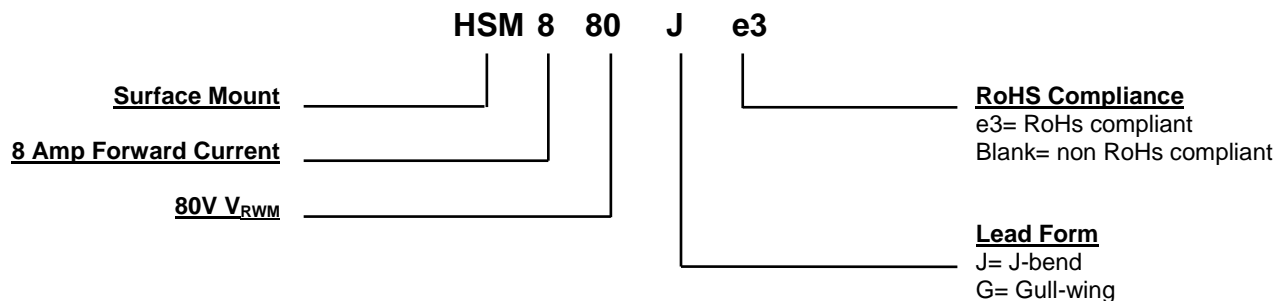 HSM 8 80 J e3
Surface Mount
8 Amp Forward Current
80V VRWM
RoHS Compliance
e3= RoHs compliant
Blank= non RoHs compliant
Lead Form
J= J-bend
G= Gull-wing